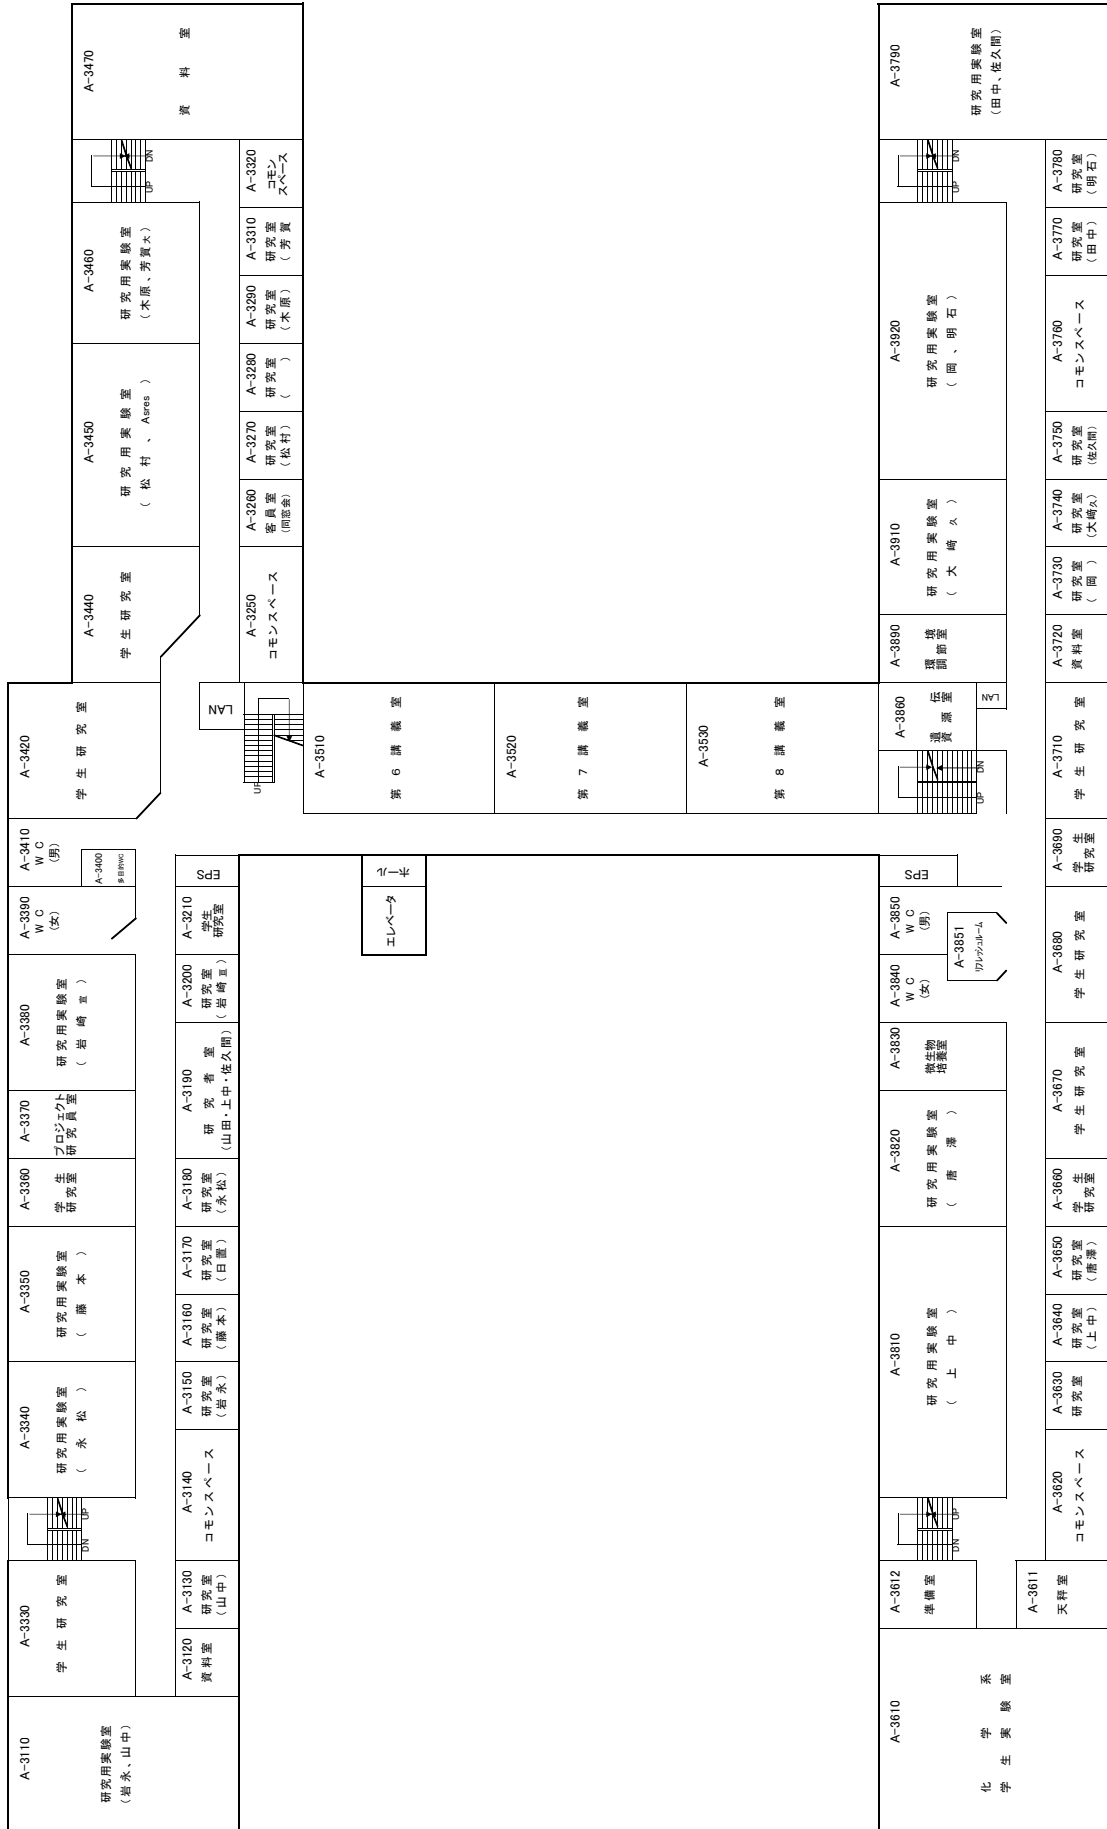 A-3470
資料室
DN
UP
A-3320
コモン
スペース
A-3460
研究用実験室
(木原、芳賀大)
A-3310
研究室
(芳賀
A-3290
研究室
(木原)
A-3450
研究用実験室
(松村、Asres)
A-3280
研究室
( )
A-3270
研究室
(松村)
A-3260
客員室
(同窓会)
A-3440
学生研究室
A-3250
コモンスペース
A-3420
学生研究室
LAN
UP
A-3510
第6講義室
A-3520
第7講義室
A-3530
第8講義室
A-3410
WC
(男)
A-3400
多目的WC
A-3390
WC
(女)
EPS
A-3210
学生
研究室
ホール
エレベータ
A-3380
研究用実験室
(岩崎亘)
A-3200
研究室
(岩崎亘)
A-3370
プロジェクト
研究員室
A-3190
研究者室
(山田・上中・佐久間)
A-3360
学生
研究室
A-3180
研究室
(永松)
A-3350
研究用実験室
(藤本)
A-3170
研究室
(日置)
A-3160
研究室
(藤本)
A-3340
研究用実験室
(永松)
A-3150
研究室
(岩永)
A-3140
コモンスペース
UP
DN
A-3330
学生研究室
A-3130
研究室
(山中)
A-3120
資料室
A-3110
研究用実験室
(岩永、山中)
A-3790
研究用実験室
(田中、佐久間)
DN
UP
A-3780
研究室
(明石)
A-3770
研究室
(田中)
A-3920
研究用実験室
(岡、明石)
A-3760
コモンスペース
A-3750
研究室
(佐久間)
A-3910
研究用実験室
(大崎久)
A-3740
研究室
(大崎久)
A-3730
研究室
(岡)
A-3890
環境
調節室
A-3720
資料室
A-3860
遺伝
資源室
LAN
DN
UP
A-3710
学生研究室
A-3690
学生
研究室
EPS
A-3850
WC
(男)
A-3851
リフレッシュルーム
A-3840
WC
(女)
A-3680
学生研究室
A-3830
微生物
培養室
A-3670
学生研究室
A-3820
研究用実験室
(唐澤)
A-3660
学生
研究室
A-3650
研究室
(唐澤)
A-3810
研究用実験室
(上中)
A-3640
研究室
(上中)
A-3630
研究室
A-3620
コモンスペース
UP
DN
A-3612
準備室
A-3611
天秤室
A-3610
化学系
学生実験室